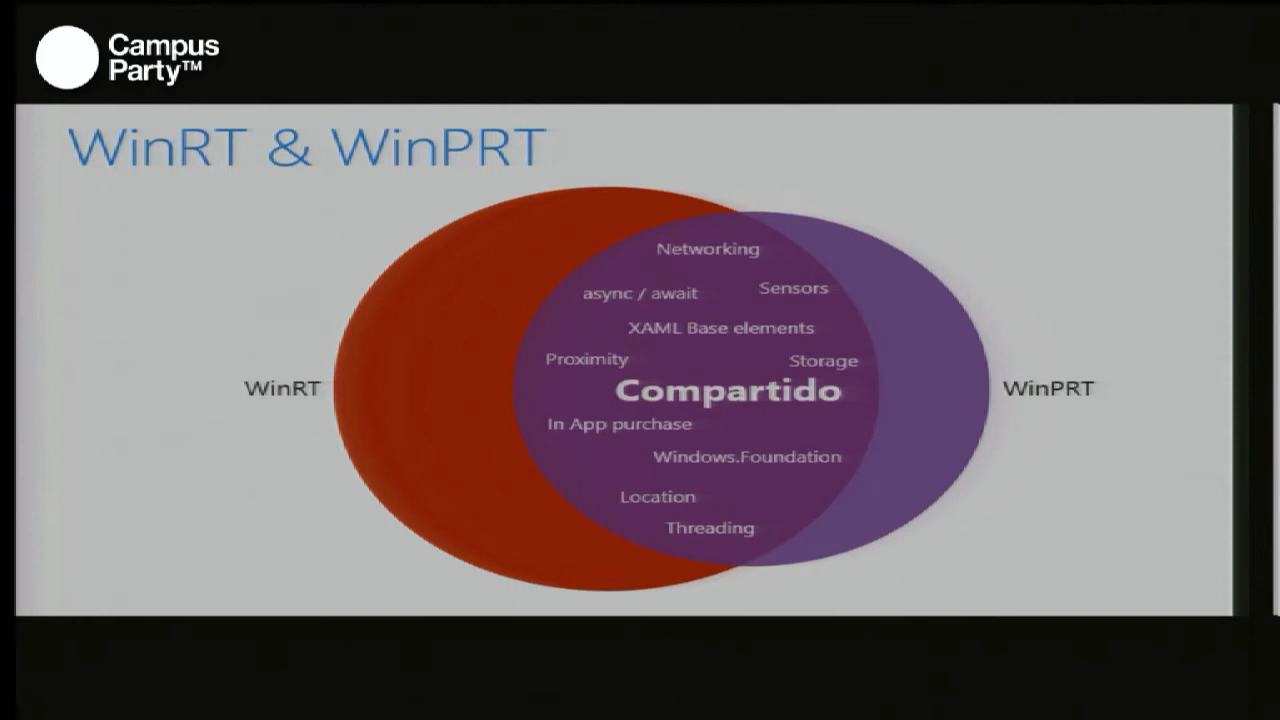 Campus
Party™
WinRT & WinPRT
Networking
async / await
Sensors
XAML Base elements
Proximity
Storage
WinRT
Compartido
WinPRT
In App purchase
Windows.Foundation
Location
Threading